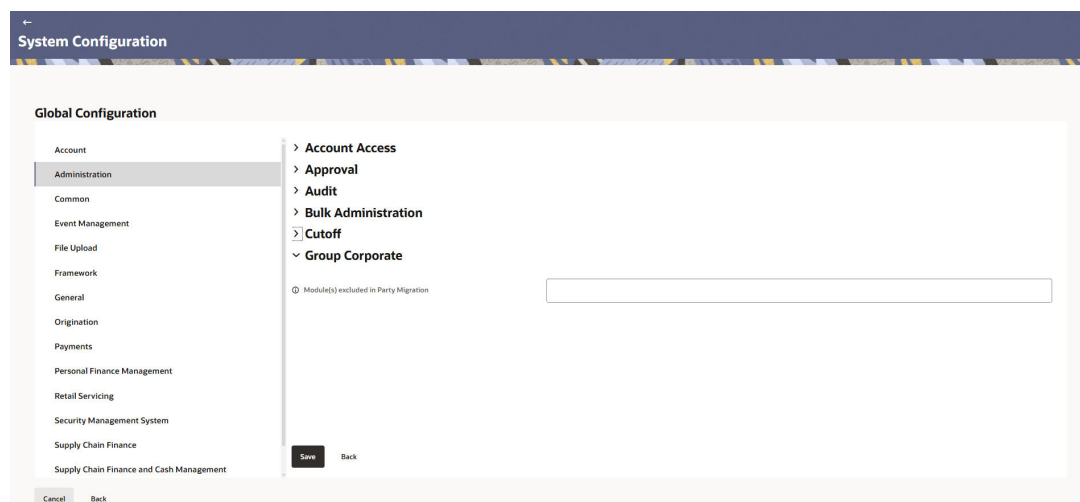 System Configuration
Global Configuration
Account
Administration
Common
Event Management
File Upload
Framework
General
Origination
Payments
Personal Finance Management
Retail Servicing
Security Management System
Supply Chain Finance
Supply Chain Finance and Cash Management
Account Access
Approval
Audit
Bulk Administration
Cutoff
Group Corporate
Module(s) excluded in Party Migration
Save Back
Cancel Back